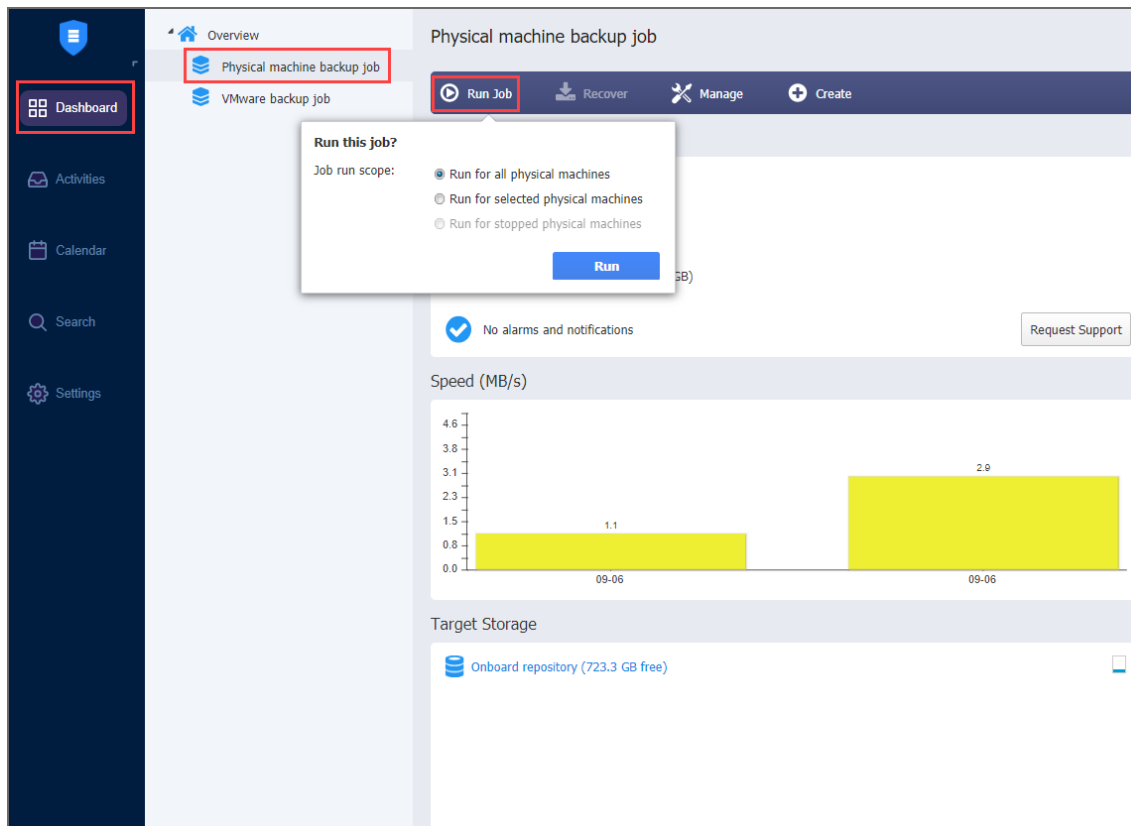 Overview
Physical machine backup job
VMware backup job
Dashboard
Activities
Calendar
Search
Settings
Physical machine backup job
Run Job
Recover
Manage
Create
Run this job?
Job run scope:
Run for all physical machines
Run for selected physical machines
Run for stopped physical machines
Run
GB)
No alarms and notifications
Request Support
Speed (MB/s)
4.6
3.8
3.1
2.3
1.5
0.8
0.0
1.1
2.9
09-06
09-06
Target Storage
Onboard repository (723.3 GB free)